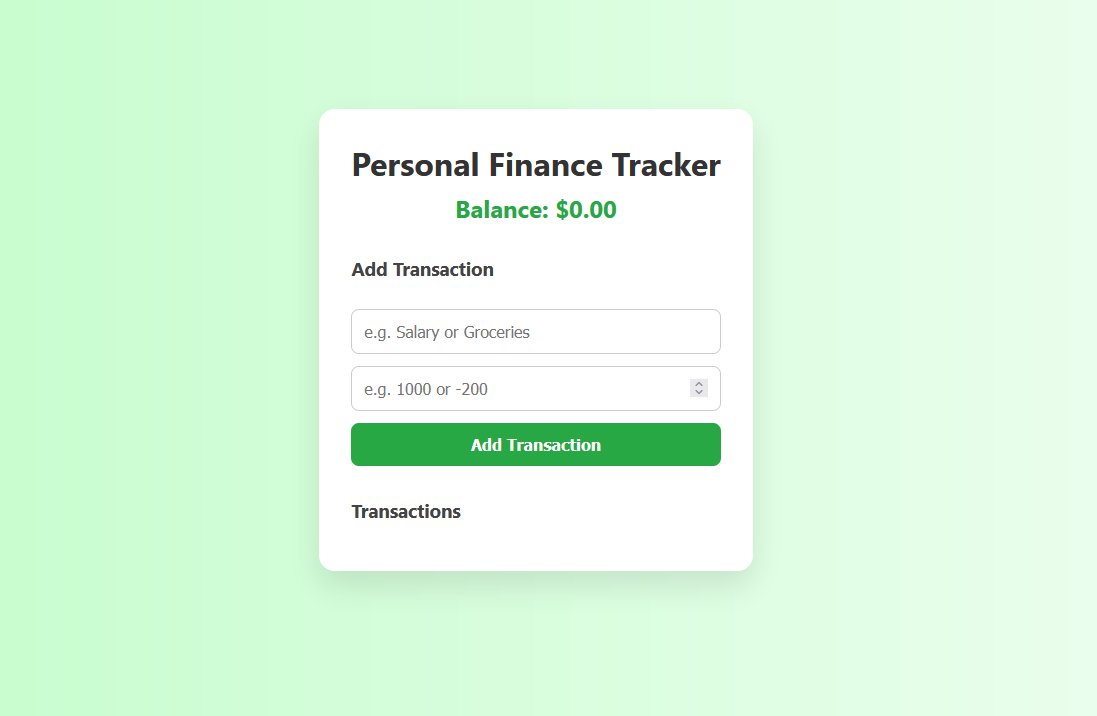 Personal Finance Tracker
Balance: $0.00
Add Transaction
e.g. Salary or Groceries
e.g. 1000 or -200
Add Transaction
Transactions